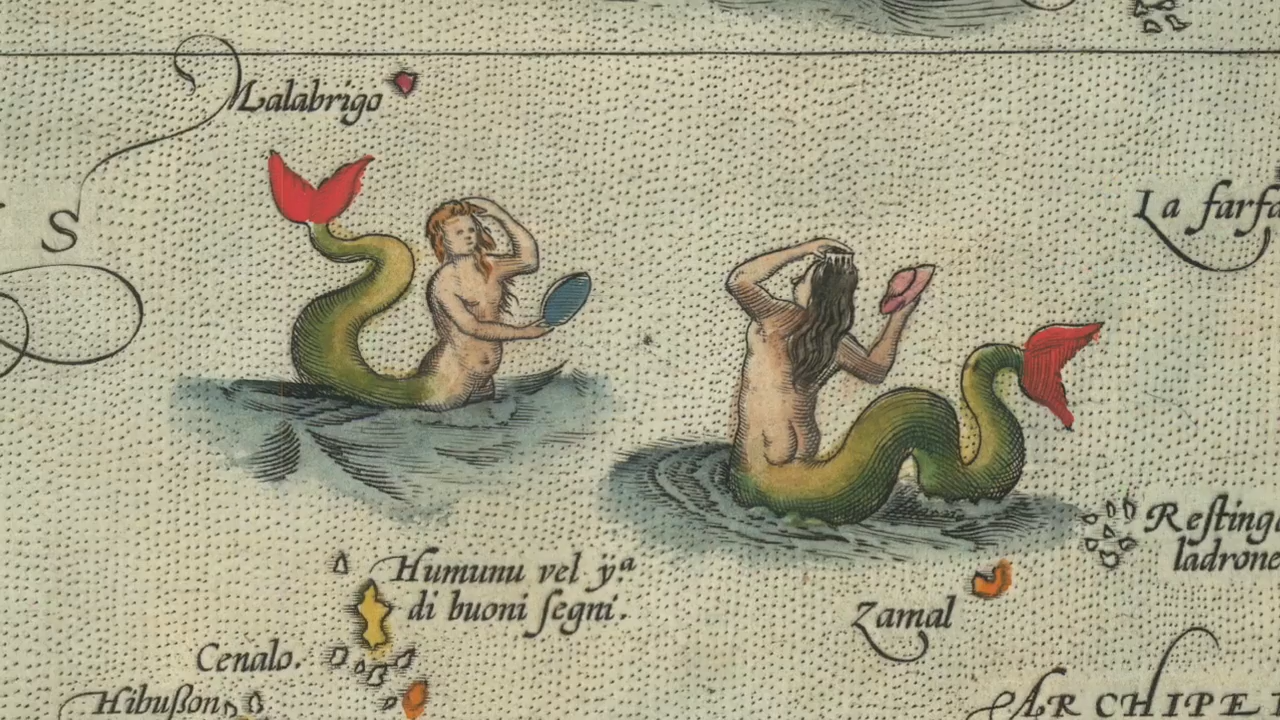 Malabrigo
S
La farfa
Humunu vel ÿ.ª
di buoni ſegni.
Restinga
ladrone
Zamal
Cenalo.
Hibußon
ARCHIPE